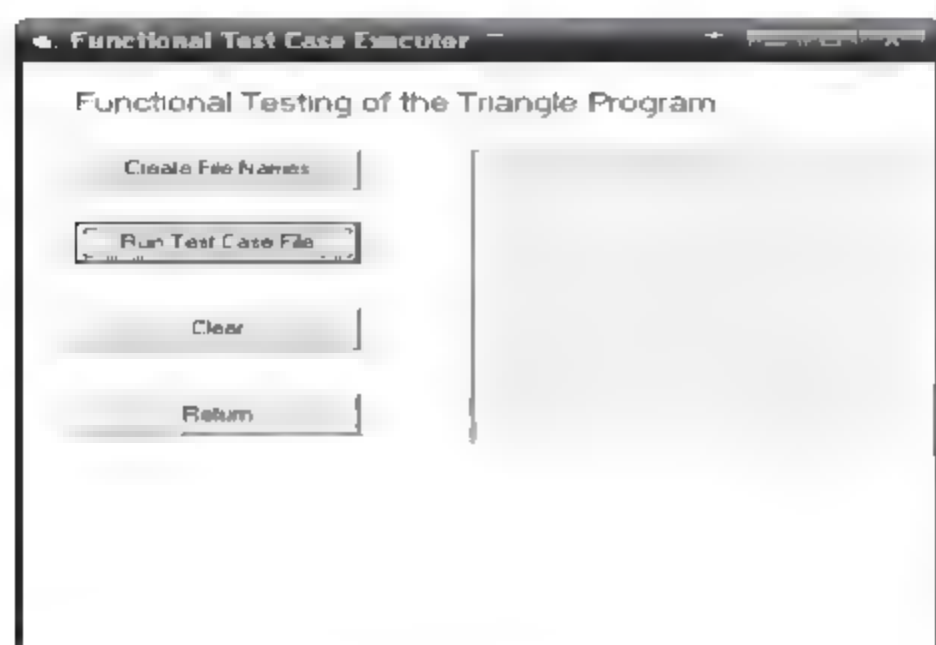 Functional Test Case Executer
Functional Testing of the Triangle Program
Create File Names
Run Test Case File
Clear
Return